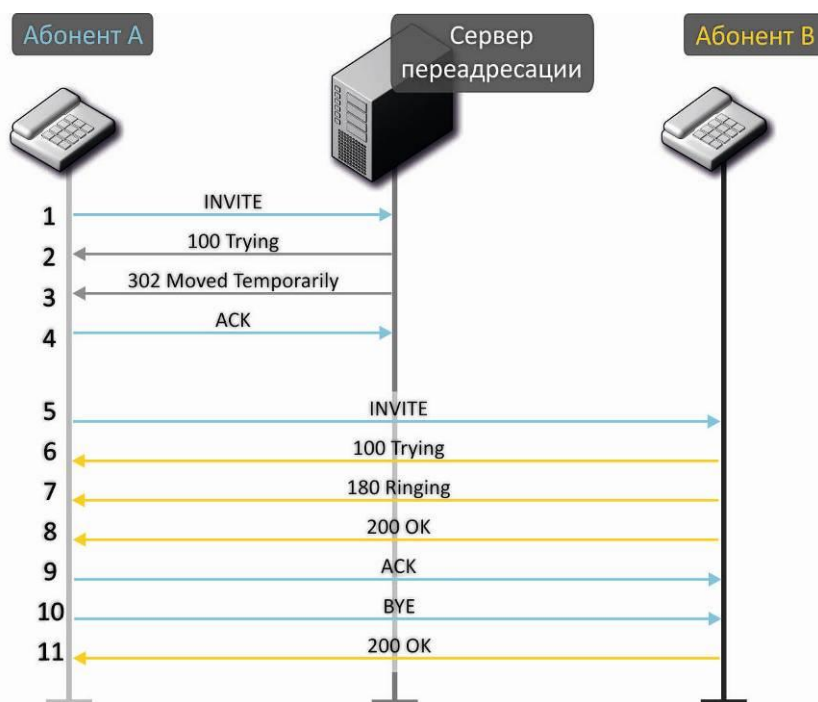 Абонент А
Сервер
переадресации
Абонент В
1
INVITE
2
100 Trying
3
302 Moved Temporarily
4
ACK
5
INVITE
6
100 Trying
7
180 Ringing
8
200 OK
9
ACK
10
BYE
11
200 OK